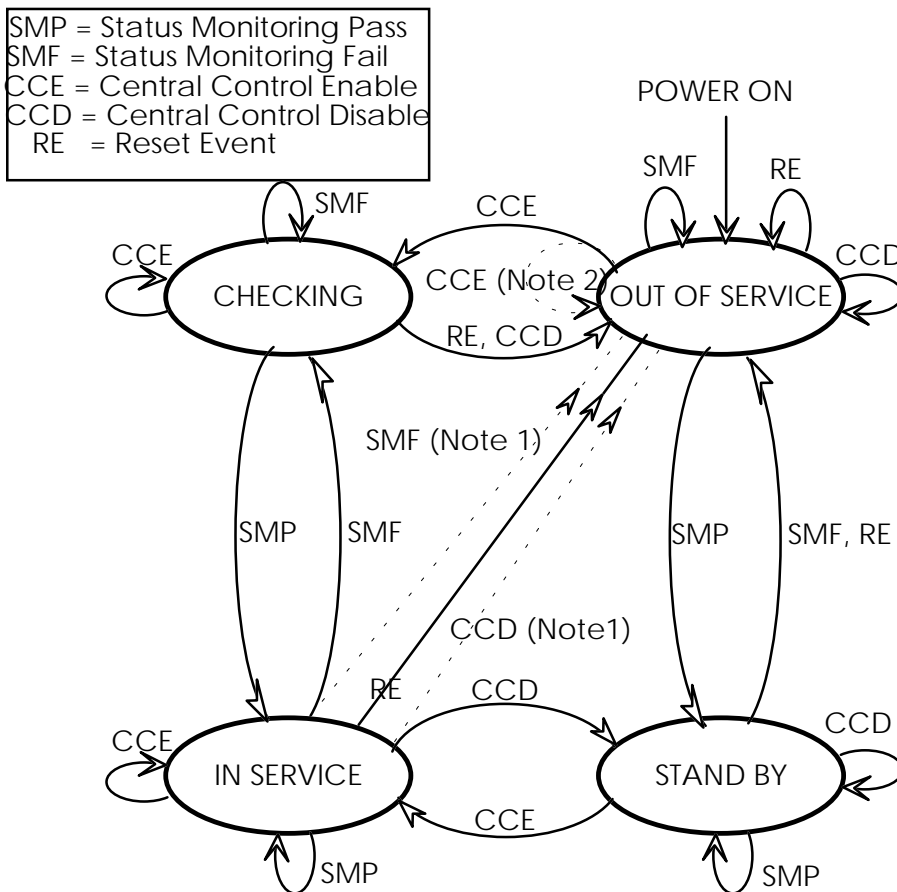 SMP = Status Monitoring Pass
SMF = Status Monitoring Fail
CCE = Central Control Enable
CCD = Central Control Disable
RE = Reset Event
POWER ON
SMF
SMF
RE
CCE
CCE
CCD
CHECKING
CCE (Note 2)
OUT OF SERVICE
RE, CCD
SMF (Note 1)
SMP
SMF
SMP
SMF, RE
CCD (Note1)
RE
CCD
CCE
CCD
IN SERVICE
STAND BY
CCE
SMP
SMP